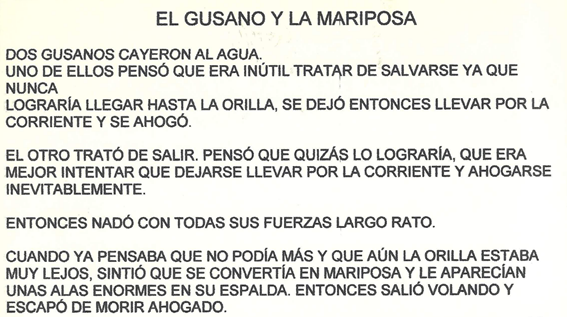 EL GUSANO Y LA MARIPOSA
DOS GUSANOS CAYERON AL AGUA.
UNO DE ELLOS PENSÓ QUE ERA INÚTIL TRATAR DE SALVARSE YA QUE
NUNCA
LOGRARÍA LLEGAR HASTA LA ORILLA, SE DEJÓ ENTONCES LLEVAR POR LA
CORRIENTE Y SE AHOGÓ.
EL OTRO TRATÓ DE SALIR. PENSÓ QUE QUIZÁS LO LOGRARÍA, QUE ERA
MEJOR INTENTAR QUE DEJARSE LLEVAR POR LA CORRIENTE Y AHOGARSE
INEVITABLEMENTE.
ENTONCES NADÓ CON TODAS SUS FUERZAS LARGO RATO.
CUANDO YA PENSABA QUE NO PODÍA MÁS Y QUE AÚN LA ORILLA ESTABA
MUY LEJOS, SINTIÓ QUE SE CONVERTÍA EN MARIPOSA Y LE APARECÍAN
UNAS ALAS ENORMES EN SU ESPALDA. ENTONCES SALIÓ VOLANDO Y
ESCAPÓ DE MORIR AHOGADO.